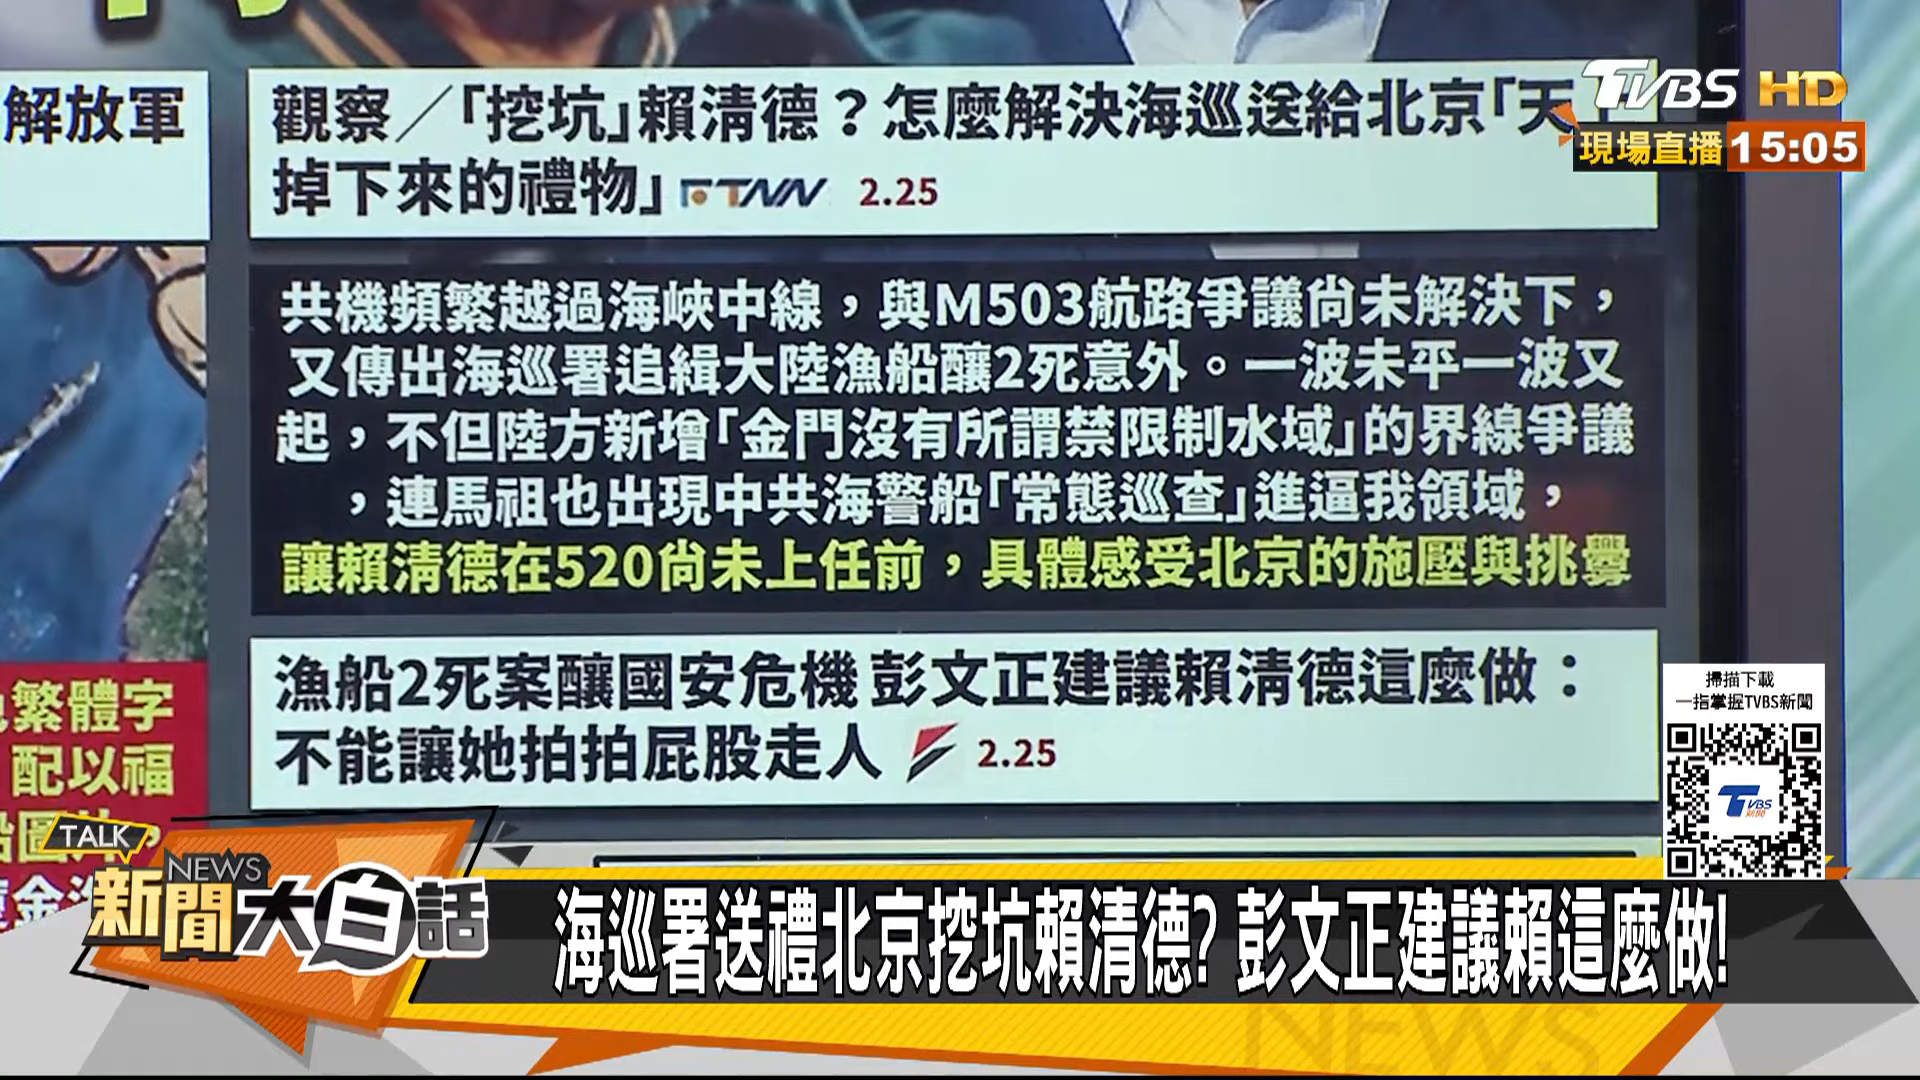 解放軍
觀察／「挖坑」賴清德？怎麼解決海巡送給北京「天
掉下來的禮物」 FTNN 2.25
TVBS HD
現場直播 15:05
共機頻繁越過海峽中線，與M503航路爭議尚未解決下，
又傳出海巡署追緝大陸漁船釀2死意外。一波未平一波又
起，不但陸方新增「金門沒有所謂禁限制水域」的界線爭議
，連馬祖也出現中共海警船「常態巡查」進逼我領域，
讓賴清德在520尚未上任前，具體感受北京的施壓與挑釁
漁船2死案釀國安危機 彭文正建議賴清德這麼做：
不能讓她拍拍屁股走人 2.25
繁體字
配以福
掃描下載
一指掌握TVBS新聞
TVBS
新聞
TALK
NEWS
新聞大白話
海巡署送禮北京挖坑賴清德? 彭文正建議賴這麼做!
NEWS